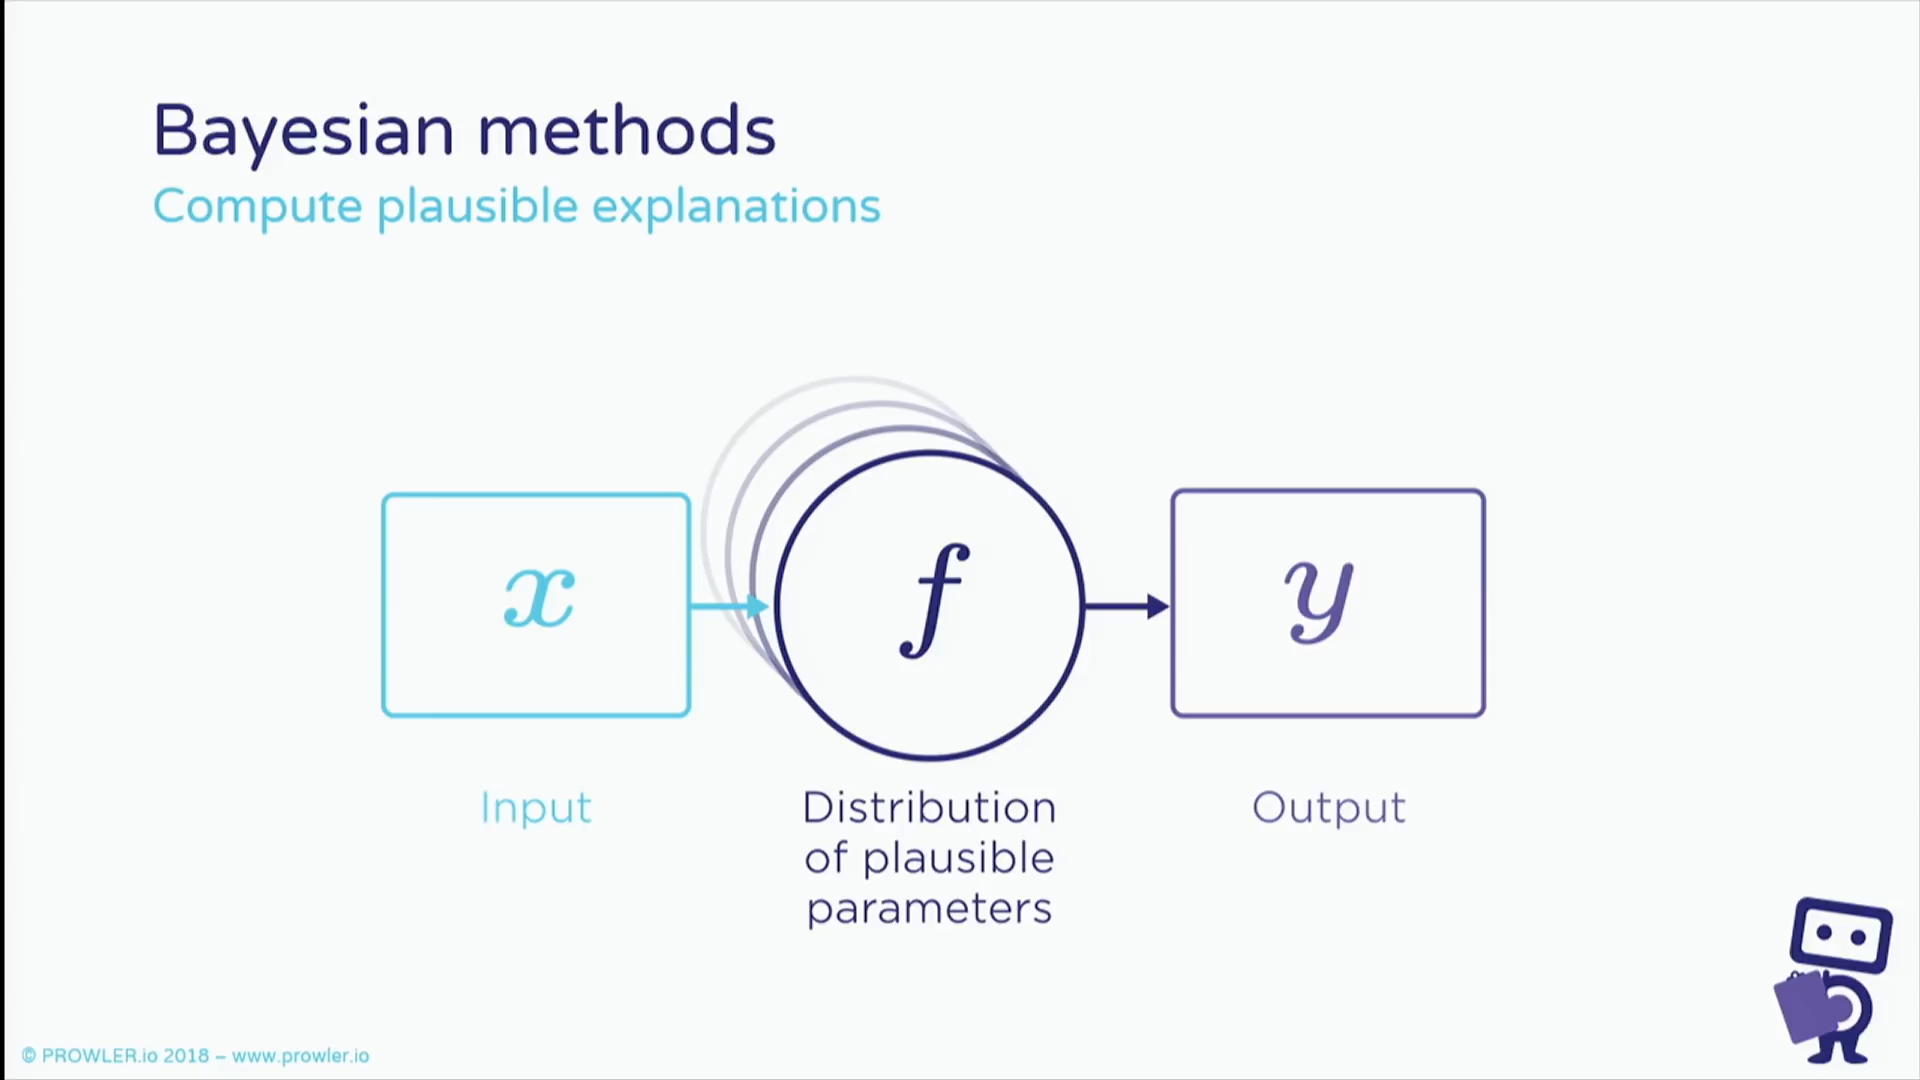 Bayesian methods
Compute plausible explanations
x
f
y
Input
Distribution
of plausible
parameters
Output
© PROWLER.io 2018 – www.prowler.io